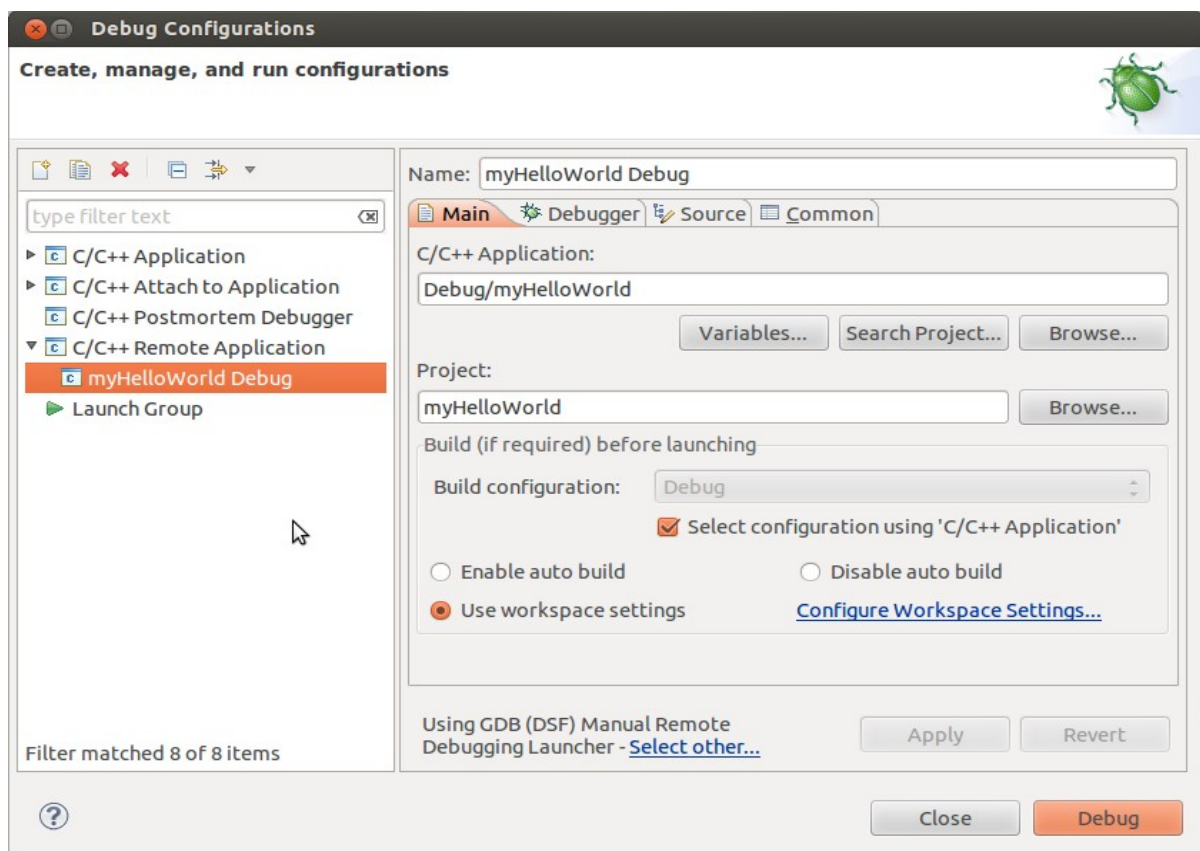 Debug Configurations
Create, manage, and run configurations
type filter text
C/C++ Application
C/C++ Attach to Application
C/C++ Postmortem Debugger
C/C++ Remote Application
myHelloWorld Debug
Launch Group
Filter matched 8 of 8 items
Name: myHelloWorld Debug
Main Debugger Source Common
C/C++ Application:
Debug/myHelloWorld
Variables... Search Project... Browse...
Project:
myHelloWorld Browse...
Build (if required) before launching
Build configuration: Debug
Select configuration using 'C/C++ Application'
Enable auto build Disable auto build
Use workspace settings Configure Workspace Settings...
Using GDB (DSF) Manual Remote
Debugging Launcher - Select other...
Apply Revert
? Close Debug